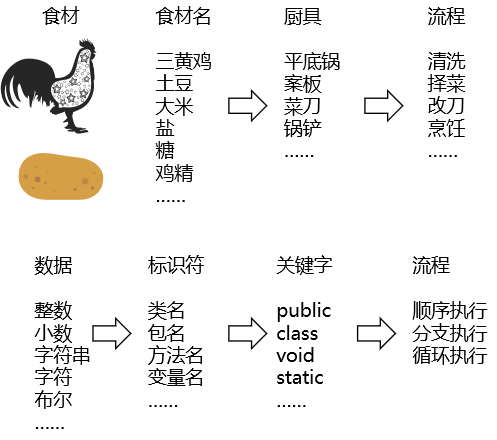 食材 食材名 厨具 流程
三黄鸡 平底锅 清洗
土豆 案板 择菜
大米 菜刀 改刀
盐 锅铲 烹饪
糖 …… ……
鸡精
……
数据 标识符 关键字 流程
整数 类名 public 顺序执行
小数 包名 class 分支执行
字符串 方法名 void 循环执行
字符 变量名 static
布尔 …… ……
……